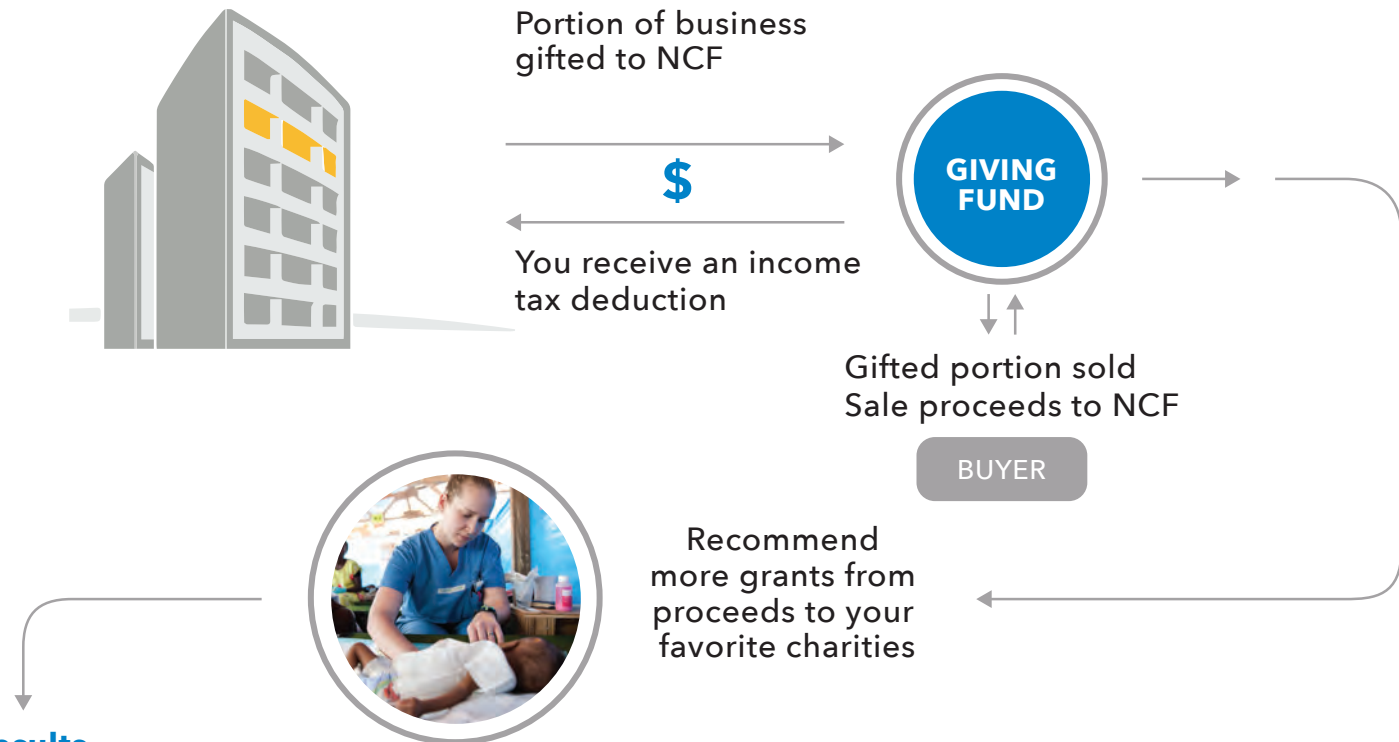 Portion of business
gifted to NCF
$
GIVING
FUND
You receive an income
tax deduction
Gifted portion sold
Sale proceeds to NCF
BUYER
Recommend
more grants from
proceeds to your
favorite charities